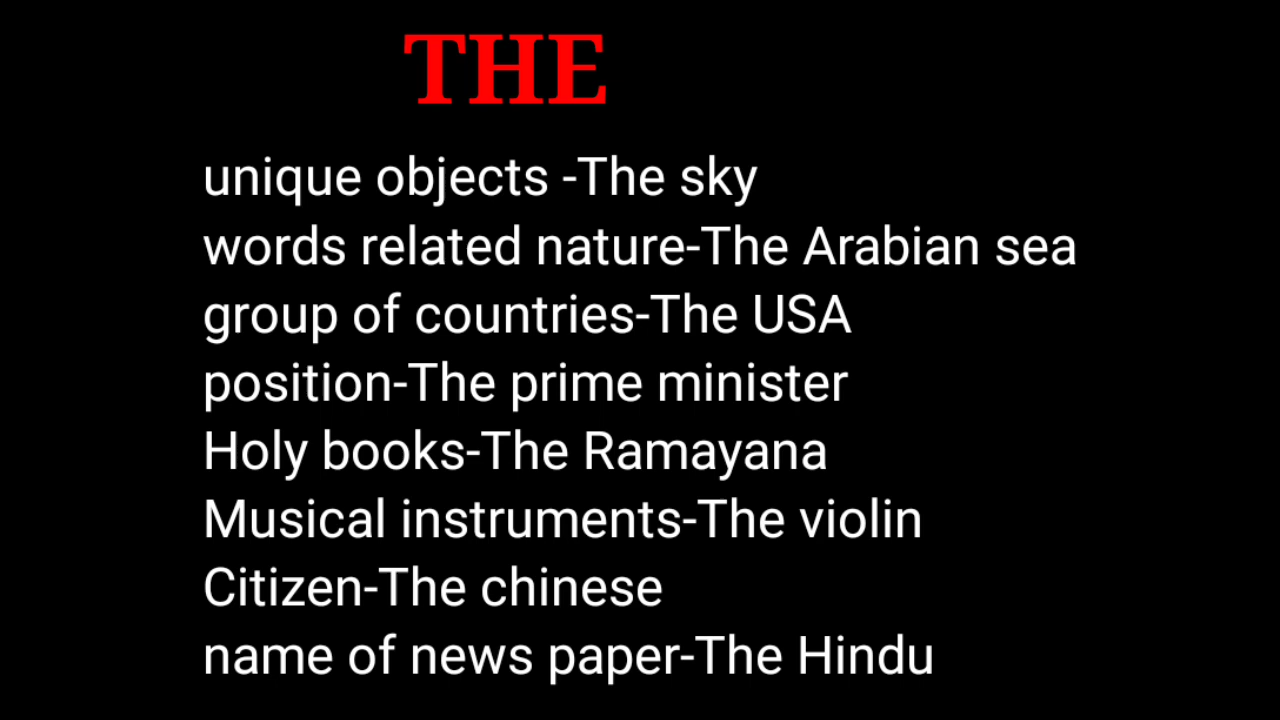 THE
unique objects -The sky
words related nature-The Arabian sea
group of countries-The USA
position-The prime minister
Holy books-The Ramayana
Musical instruments-The violin
Citizen-The chinese
name of news paper-The Hindu